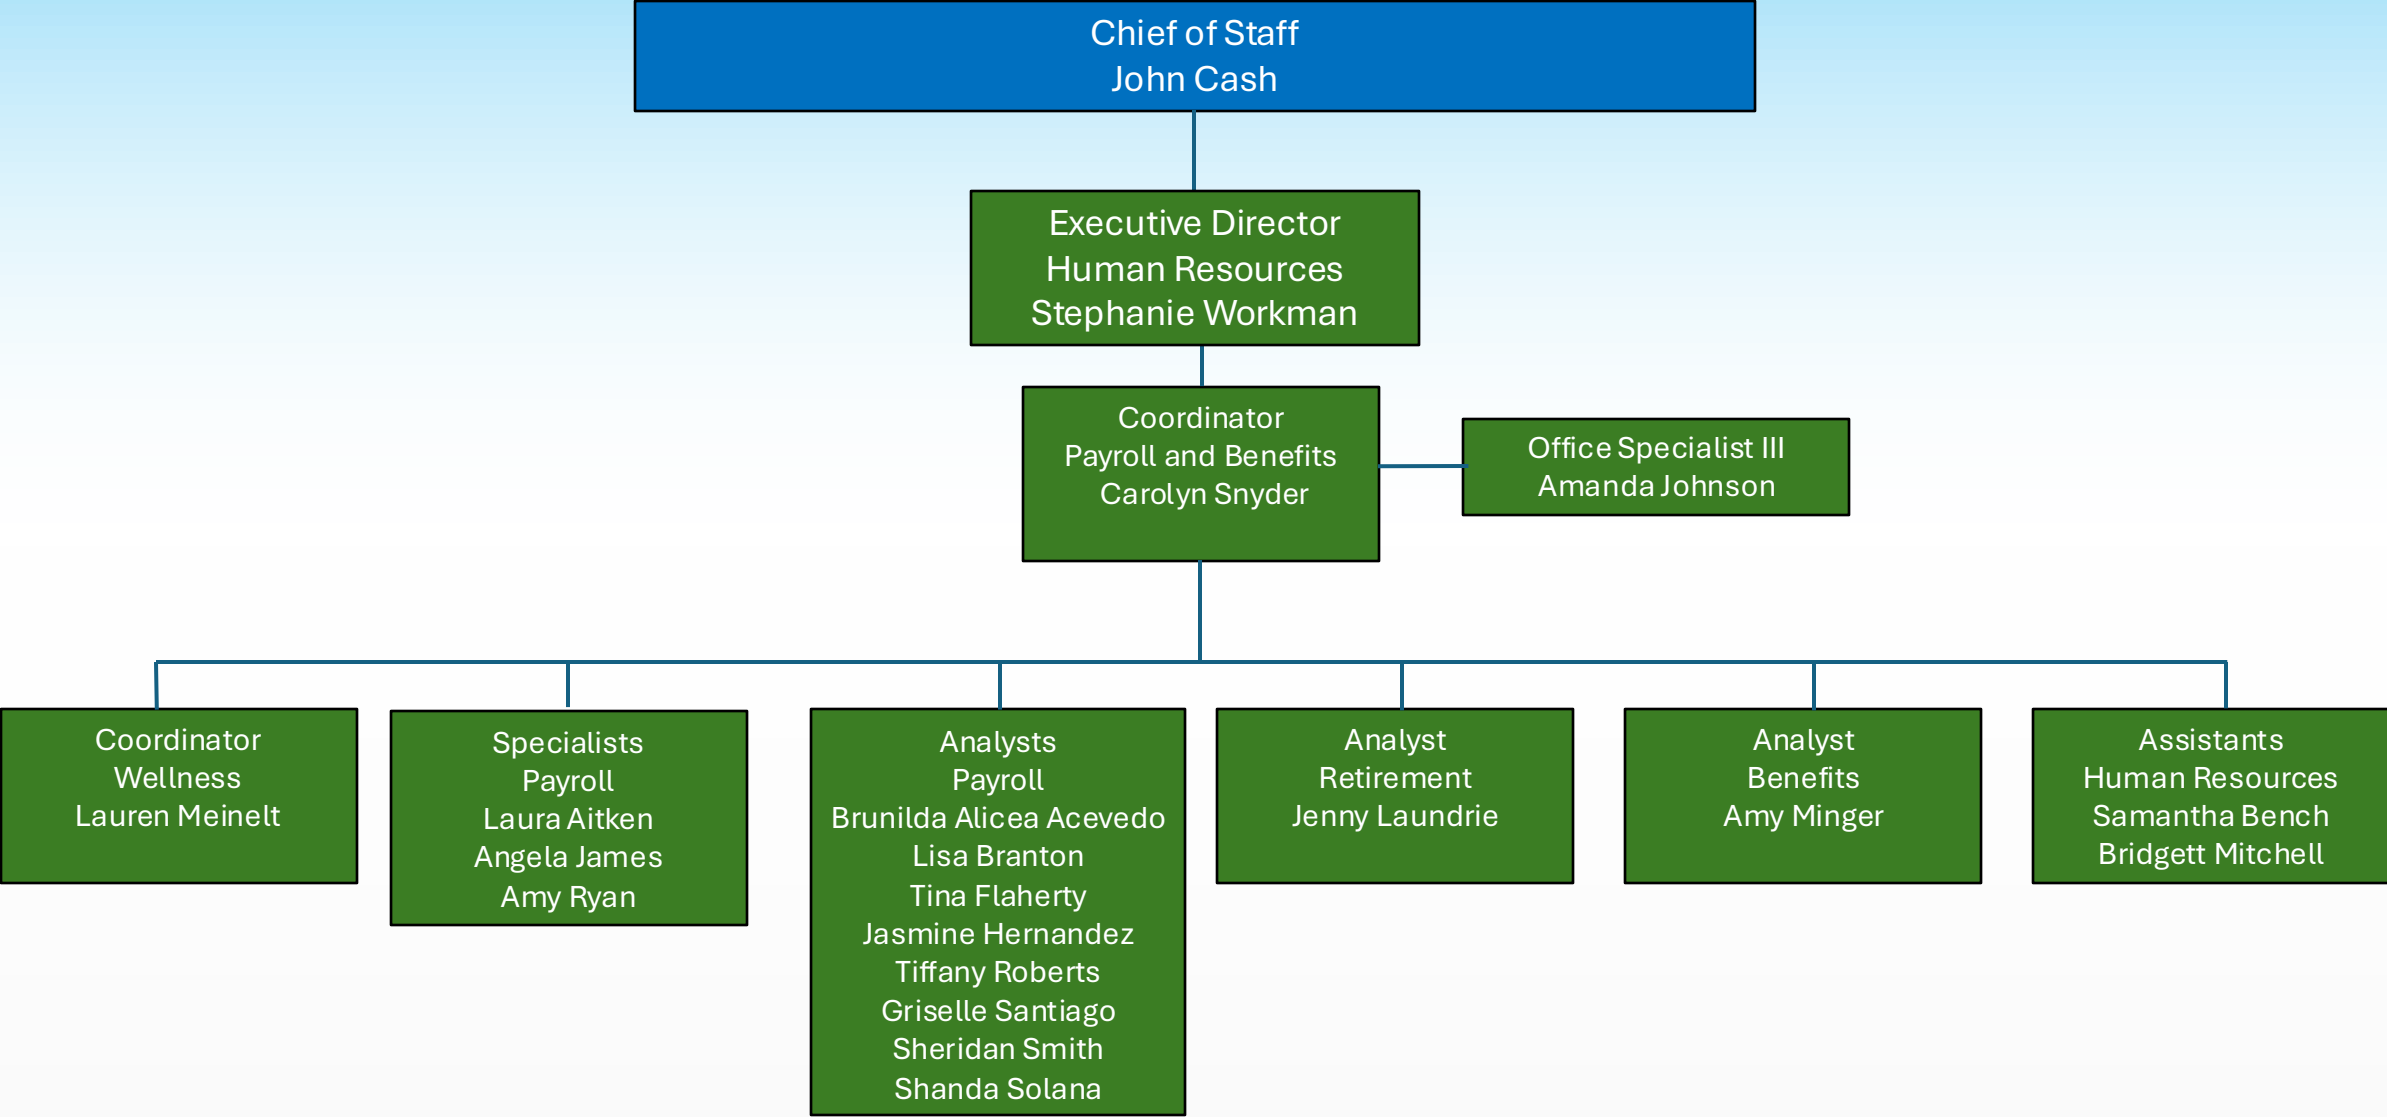 Chief of Staff
John Cash
Executive Director
Human Resources
Stephanie Workman
Coordinator
Payroll and Benefits
Carolyn Snyder
Office Specialist III
Amanda Johnson
Coordinator
Wellness
Lauren Meinelt
Specialists
Payroll
Laura Aitken
Angela James
Amy Ryan
Analysts
Payroll
Brunilda Alicea Acevedo
Lisa Branton
Tina Flaherty
Jasmine Hernandez
Tiffany Roberts
Griselle Santiago
Sheridan Smith
Shanda Solana
Analyst
Retirement
Jenny Laundrie
Analyst
Benefits
Amy Minger
Assistants
Human Resources
Samantha Bench
Bridgett Mitchell